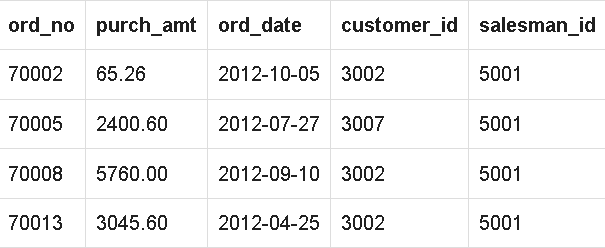 ord_no purch_amt ord_date customer_id salesman_id
70002 65.26 2012-10-05 3002 5001
70005 2400.60 2012-07-27 3007 5001
70008 5760.00 2012-09-10 3002 5001
70013 3045.60 2012-04-25 3002 5001